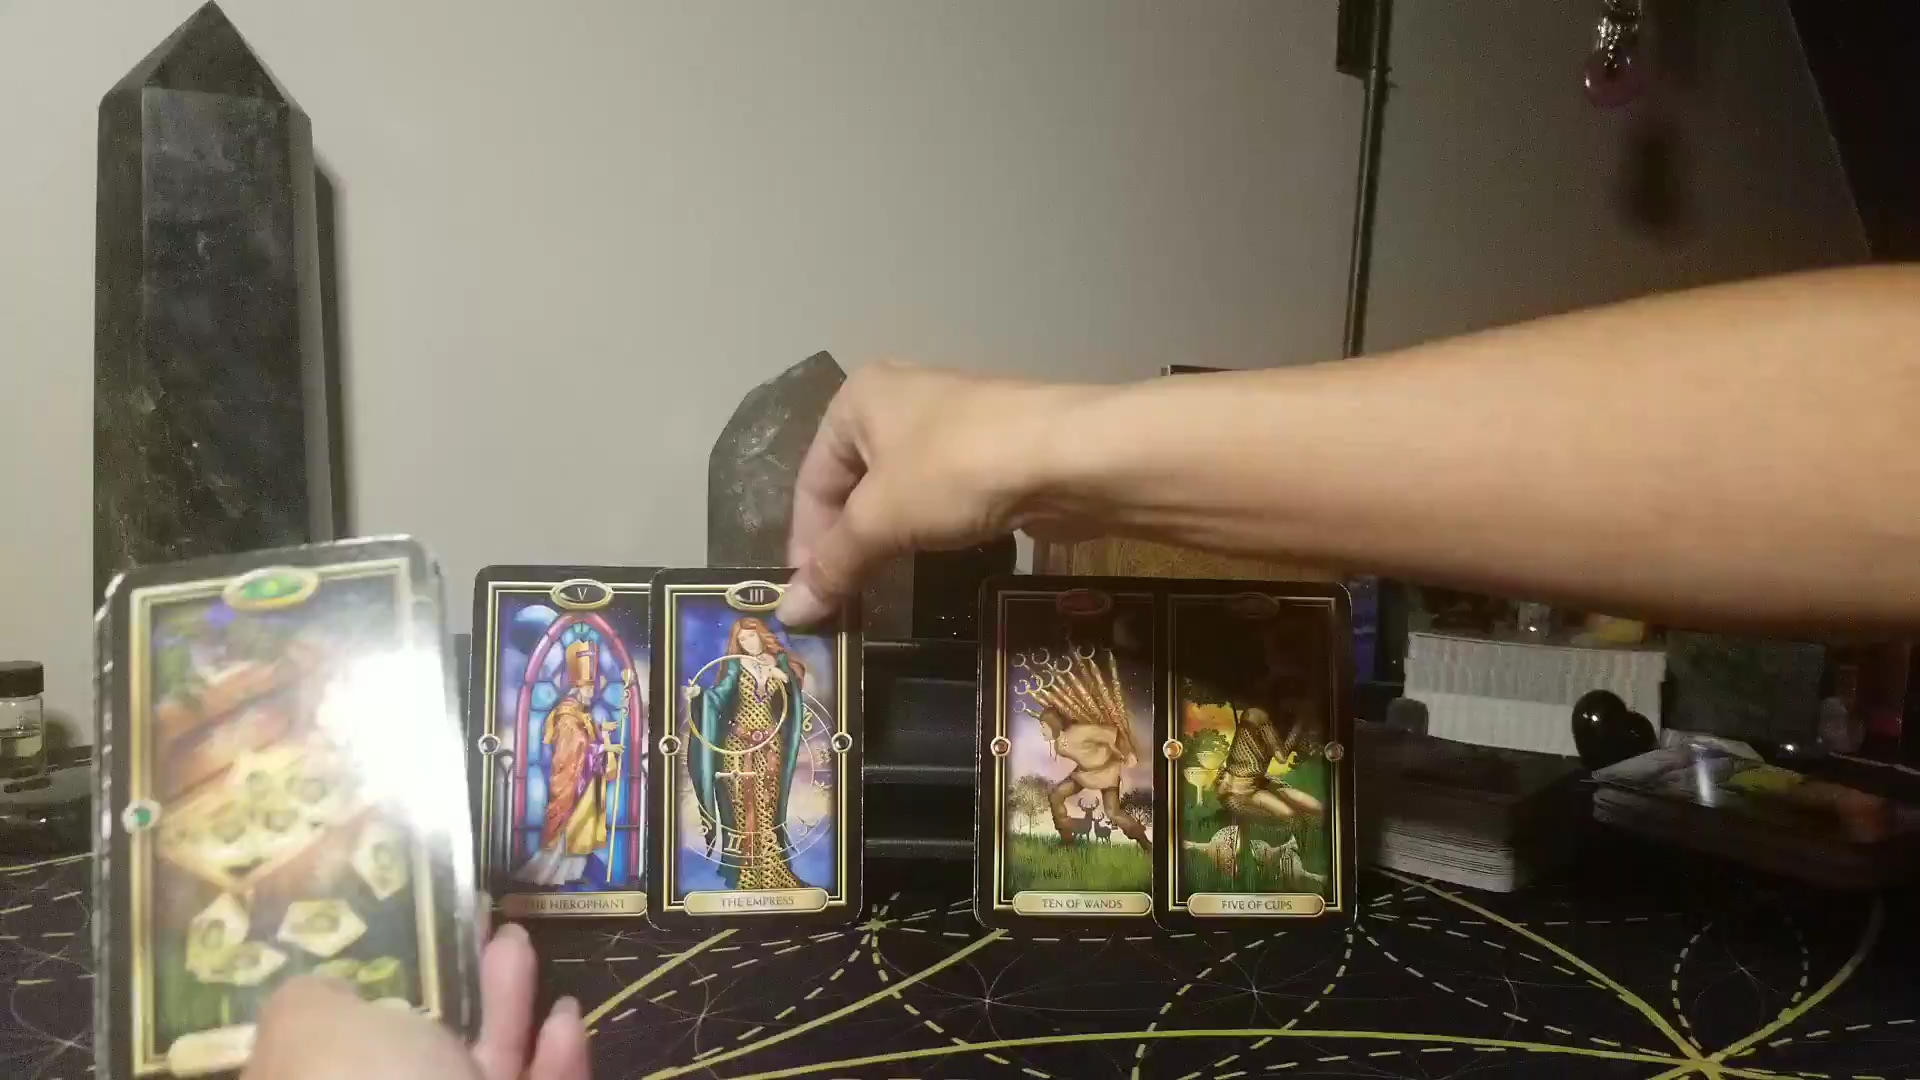 V
III
THE HIEROPHANT
THE EMPRESS
TEN OF WANDS
FIVE OF CUPS